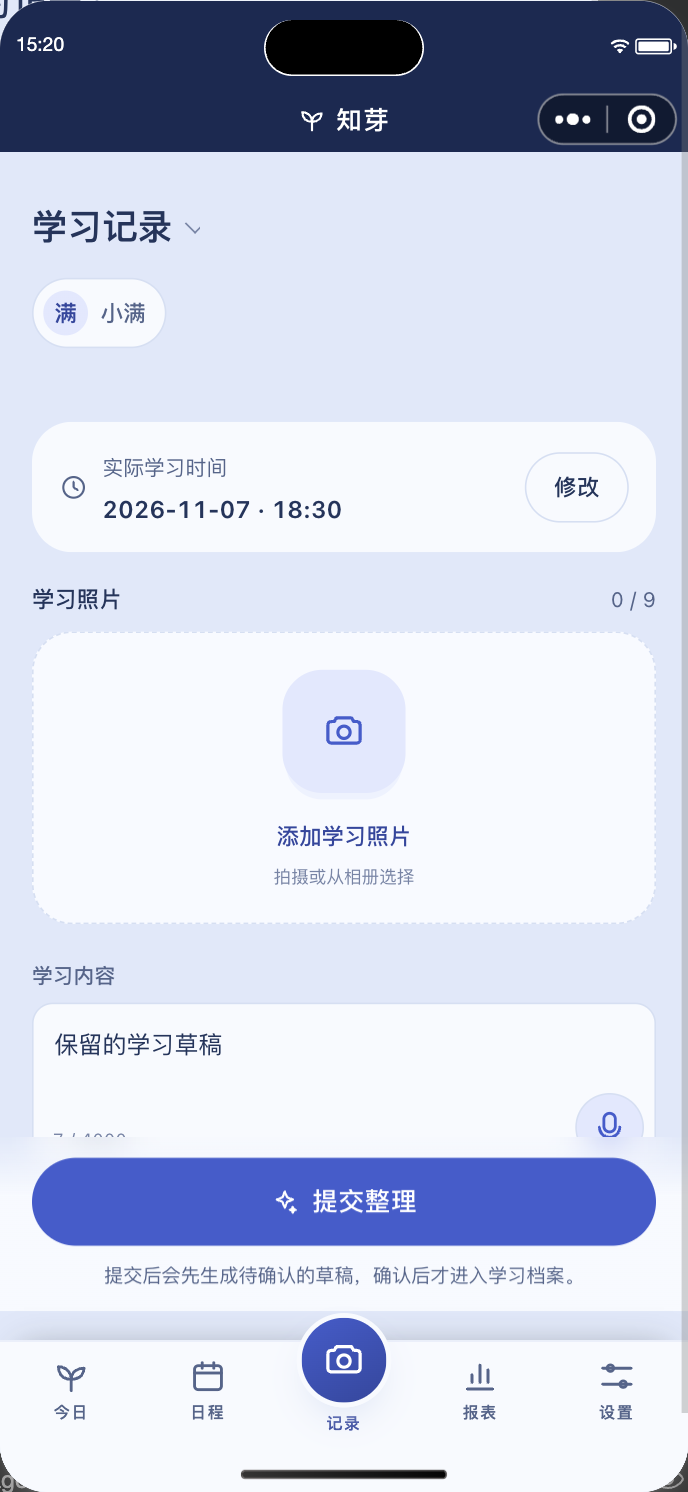 15:20
知芽
学习记录
满 小满
实际学习时间
2026-11-07 · 18:30
修改
学习照片
0 / 9
添加学习照片
拍摄或从相册选择
学习内容
保留的学习草稿
提交整理
提交后会先生成待确认的草稿，确认后才进入学习档案。
今日
日程
记录
报表
设置